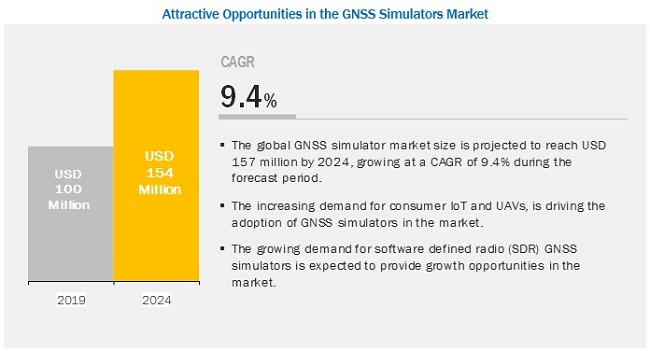 Attractive Opportunities in the GNSS Simulators Market
CAGR
9.4%
USD
100
Million
USD
154
Million
2019
2024
▪ The global GNSS simulator market size is projected to reach USD
157 million by 2024, growing at a CAGR of 9.4% during the
forecast period.
▪ The increasing demand for consumer IoT and UAVs, is driving the
adoption of GNSS simulators in the market.
▪ The growing demand for software defined radio (SDR) GNSS
simulators is expected to provide growth opportunities in the
market.